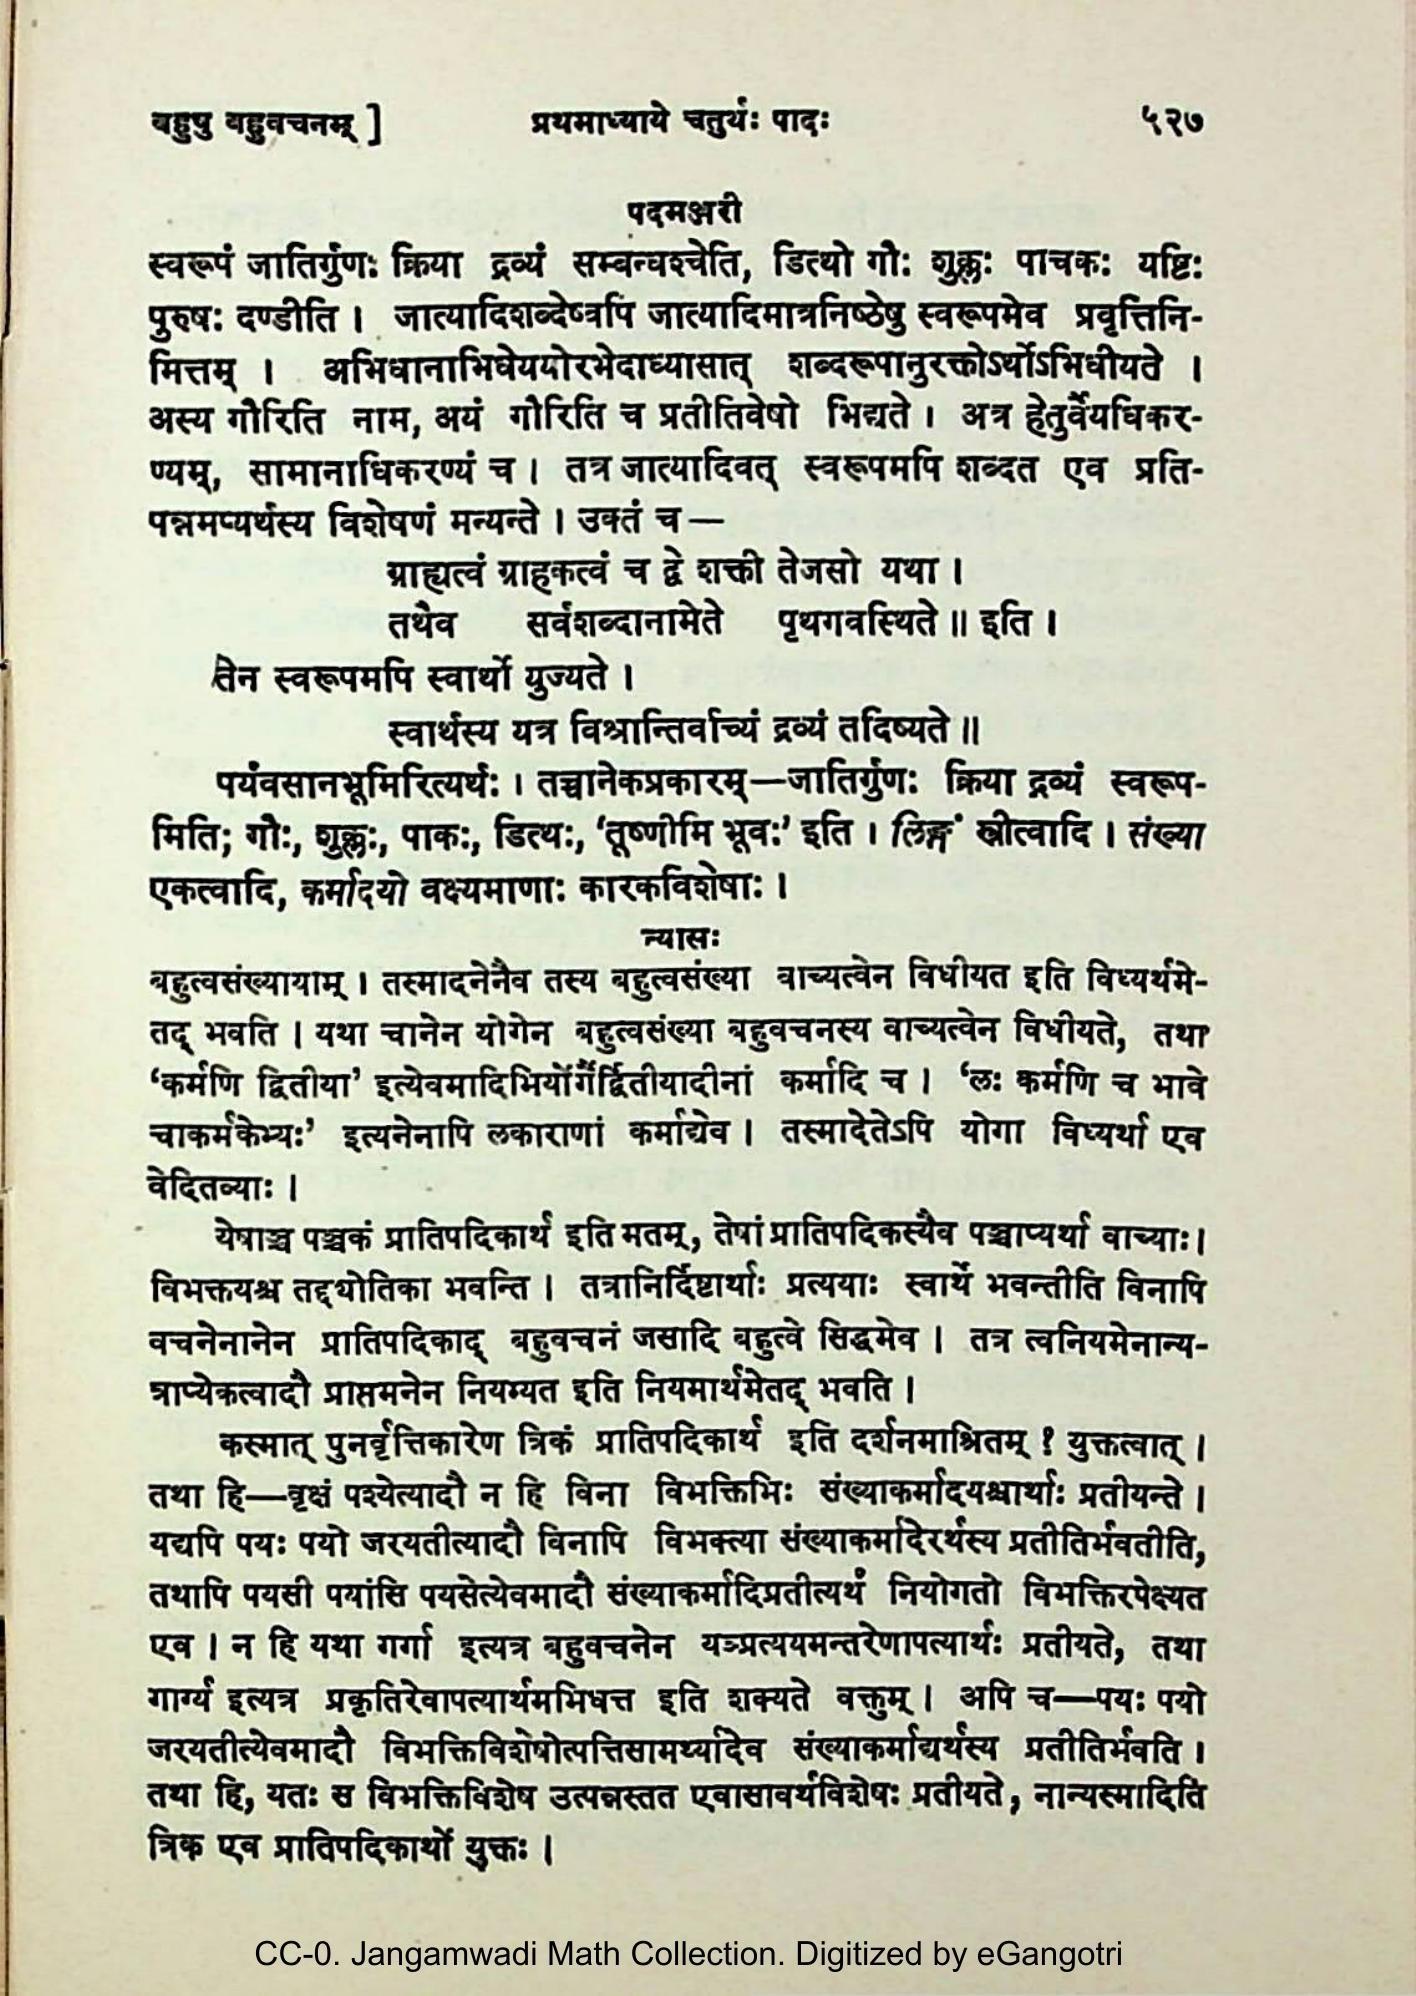 बहुषु बहुवचनम् ] प्रथमाध्याये चतुर्थः पादः ५२७
पदमञ्जरी
स्वरूपं जातिर्गुणः क्रिया द्रव्यं सम्बन्धश्चेति, डित्थो गौः शुक्लः पाचकः यष्टिः
पुरुषः दण्डीति । जात्यादिशब्देष्वपि जात्यादिमात्रनिष्ठेषु स्वरूपमेव प्रवृत्तिनि-
मित्तम् । अभिधानाभिधेययोरभेदाध्यासात् शब्दरूपानुरक्तोऽर्थोऽभिधीयते ।
अस्य गौरिति नाम, अयं गौरिति च प्रतीतिवेषो भिद्यते । अत्र हेतुर्वैयधिकर-
ण्यम्, सामानाधिकरण्यं च । तत्र जात्यादिवत् स्वरूपमपि शब्दत एव प्रति-
पन्नमप्यर्थस्य विशेषणं मन्यन्ते । उक्तं च —
ग्राह्यत्वं ग्राहकत्वं च द्वे शक्ती तेजसो यथा ।
तथैव सर्वशब्दानामेते पृथगवस्थिते ॥ इति ।
तेन स्वरूपमपि स्वार्थो युज्यते ।
स्वार्थस्य यत्र विश्रान्तिर्वाच्यं द्रव्यं तदिष्यते ॥
पर्यवसानभूमिरित्यर्थः । तच्चानेकप्रकारम्—जातिर्गुणः क्रिया द्रव्यं स्वरूप-
मिति; गौः, शुक्लः, पाकः, डित्थः, ‘तूष्णीमि भूवः’ इति । लिङ्गं स्त्रीत्वादि । संख्या
एकत्वादि, कर्मादयो वक्ष्यमाणाः कारकविशेषाः ।
न्यासः
बहुत्वसंख्यायाम् । तस्मादनेनैव तस्य बहुत्वसंख्या वाच्यत्वेन विधीयत इति विध्यर्थमे-
तद् भवति । यथा चानेन योगेन बहुत्वसंख्या बहुवचनस्य वाच्यत्वेन विधीयते, तथा
‘कर्मणि द्वितीया’ इत्येवमादिभिर्योगैर्द्वितीयादीनां कर्मादि च । ‘लः कर्मणि च भावे
चाकर्मकेभ्यः’ इत्यनेनापि लकाराणां कर्माद्येव । तस्मादेतेऽपि योगा विध्यर्था एव
वेदितव्याः ।
येषाञ्च पञ्चकं प्रातिपदिकार्थ इति मतम्, तेषां प्रातिपदिकस्यैव पञ्चाप्यर्था वाच्याः ।
विभक्तयश्च तद्द्योतिका भवन्ति । तत्रानिर्दिष्टार्थाः प्रत्ययाः स्वार्थे भवन्तीति विनापि
वचनेनानेन प्रातिपदिकाद् बहुवचनं जसादि बहुत्वे सिद्धमेव । तत्र त्वनियमेनान्य-
त्राप्येकत्वादौ प्राप्तमनेन नियम्यत इति नियमार्थमेतद् भवति ।
कस्मात् पुनर्वृत्तिकारेण त्रिकं प्रातिपदिकार्थ इति दर्शनमाश्रितम् ? युक्तत्वात् ।
तथा हि—वृक्षं पश्येत्यादौ न हि विना विभक्तिभिः संख्याकर्मादयश्चार्थाः प्रतीयन्ते ।
यद्यपि पयः पयो जरयतीत्यादौ विनापि विभक्त्या संख्याकर्मादेरर्थस्य प्रतीतिर्भवतीति,
तथापि पयसी पयांसि पयसेत्येवमादौ संख्याकर्मादिप्रतीत्यर्थं नियोगतो विभक्तिरपेक्ष्यत
एव । न हि यथा गर्गा इत्यत्र बहुवचनेन यञ्प्रत्ययमन्तरेणापत्यार्थः प्रतीयते, तथा
गार्ग्य इत्यत्र प्रकृतिरेवापत्यार्थमभिधत्त इति शक्यते वक्तुम् । अपि च—पयः पयो
जरयतीत्येवमादौ विभक्तिविशेषोत्पत्तिसामर्थ्यादेव संख्याकर्माद्यर्थस्य प्रतीतिर्भवति ।
तथा हि, यतः स विभक्तिविशेष उत्पन्नस्तत एवासावर्थविशेषः प्रतीयते, नान्यस्मादिति
त्रिक एव प्रातिपदिकार्थो युक्तः ।
CC-0. Jangamwadi Math Collection. Digitized by eGangotri